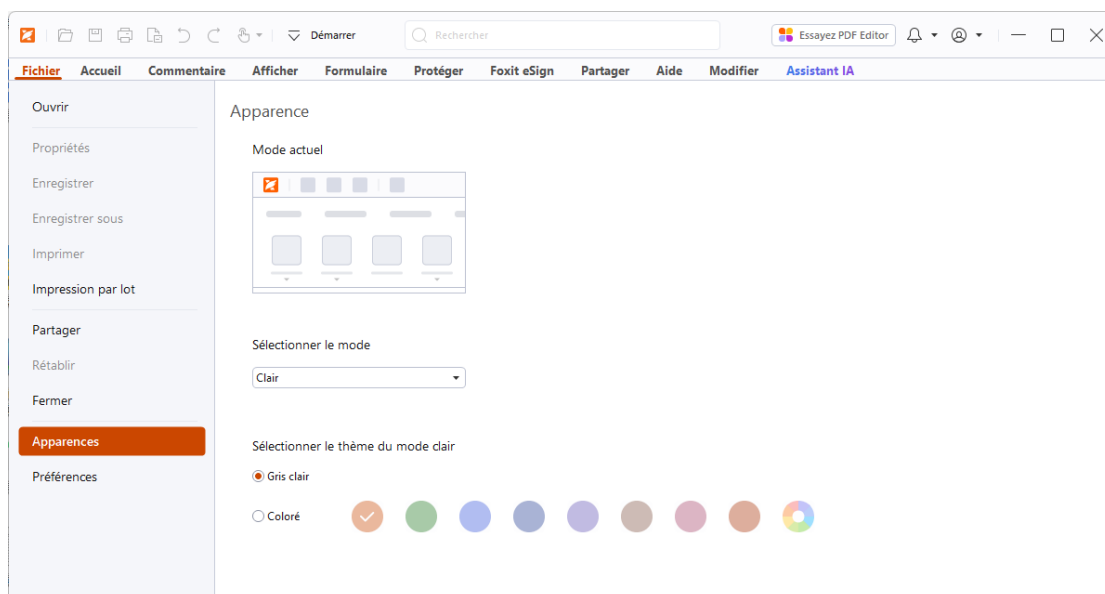 Démarrer
Rechercher
Essayez PDF Editor
Fichier Accueil Commentaire Afficher Formulaire Protéger Foxit eSign Partager Aide Modifier Assistant IA
Ouvrir
Propriétés
Enregistrer
Enregistrer sous
Imprimer
Impression par lot
Partager
Rétablir
Fermer
Apparences
Préférences
Apparence
Mode actuel
Sélectionner le mode
Clair
Sélectionner le thème du mode clair
Gris clair
Coloré